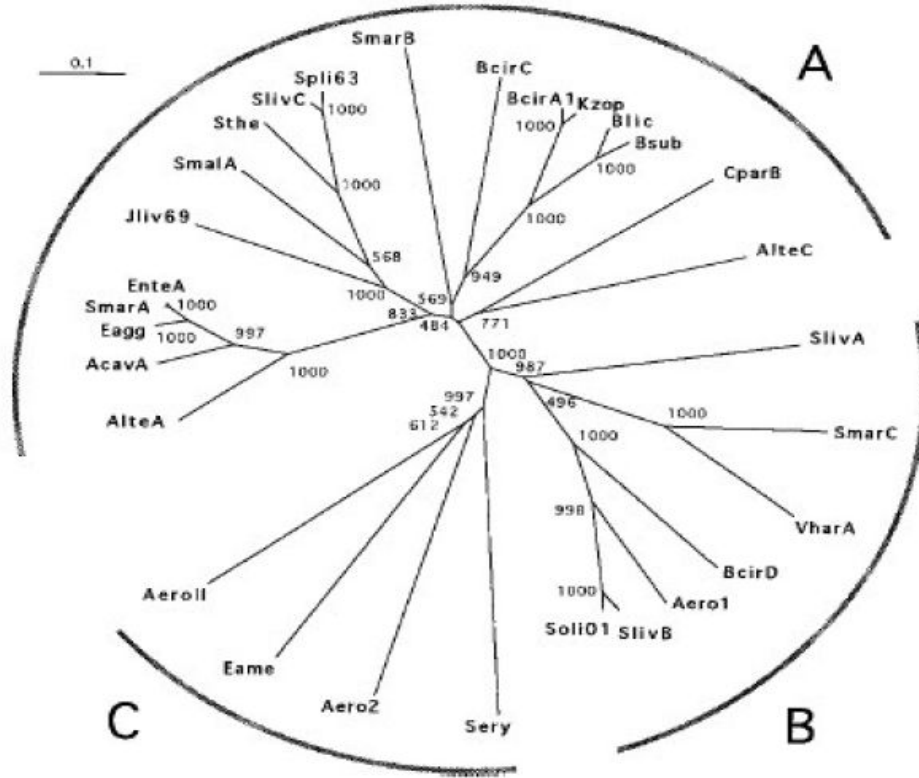 0.1
A
SmarB
BcirC
Spli63
SlivC
1000
Sthe
BcirA1
Kzop
1000
Blic
Bsub
1000
SmalA
1000
CparB
Jliv69
1000
568
949
AlteC
1000
369
EnteA
1000
SmarA
833
484
771
Eagg
1000
997
SlivA
AcavA
1000
1000
987
997
496
342
612
1000
SmarC
AlteA
1000
998
VharA
BcirD
AeroII
1000
Aero1
Soli01
SlivB
Eame
Aero2
Sery
C
B